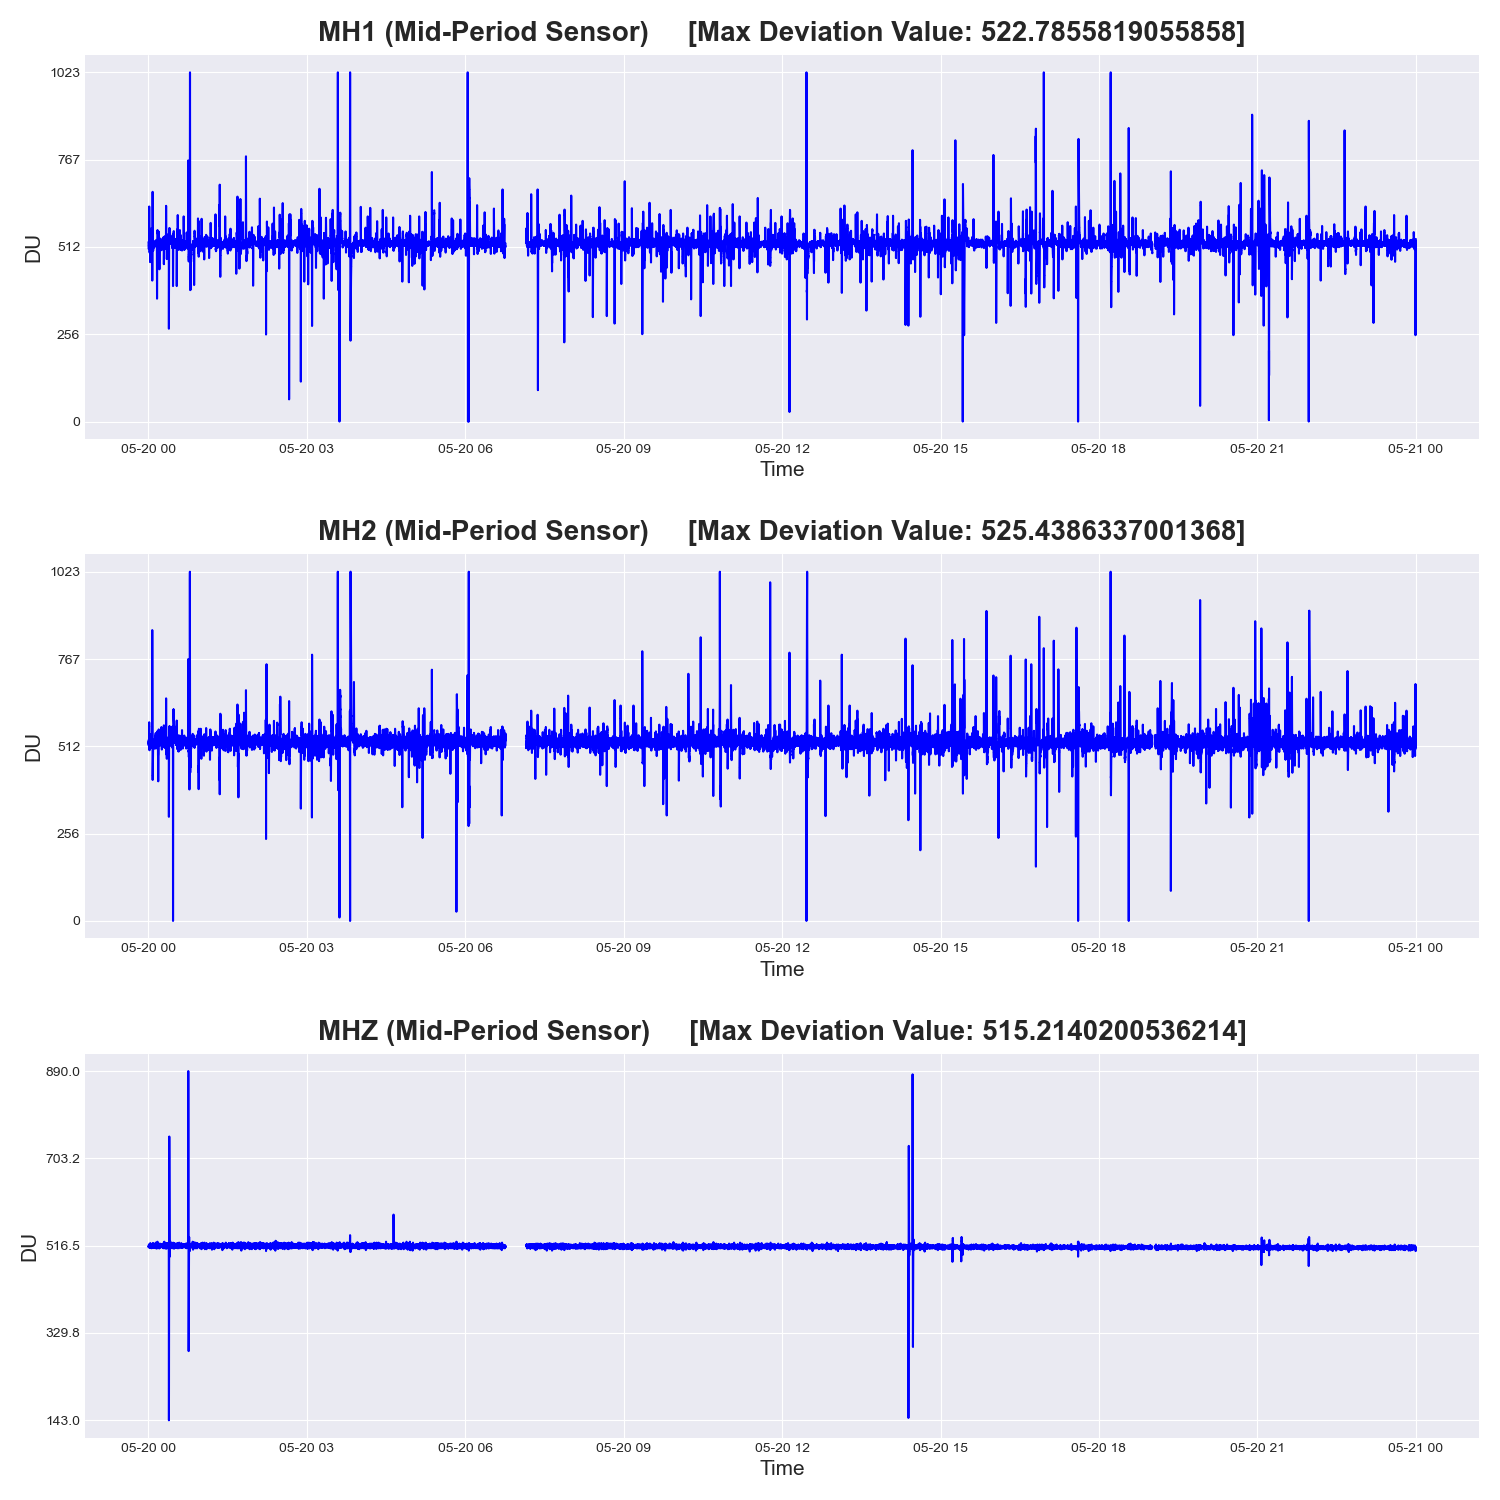 MH1 (Mid-Period Sensor) [Max Deviation Value: 522.7855819055858]
1023
767
512
256
0
DU
05-20 00 05-20 03 05-20 06 05-20 09 05-20 12 05-20 15 05-20 18 05-20 21 05-21 00
Time
MH2 (Mid-Period Sensor) [Max Deviation Value: 525.4386337001368]
1023
767
512
256
0
DU
05-20 00 05-20 03 05-20 06 05-20 09 05-20 12 05-20 15 05-20 18 05-20 21 05-21 00
Time
MHZ (Mid-Period Sensor) [Max Deviation Value: 515.2140200536214]
890.0
703.2
516.5
329.8
143.0
DU
05-20 00 05-20 03 05-20 06 05-20 09 05-20 12 05-20 15 05-20 18 05-20 21 05-21 00
Time